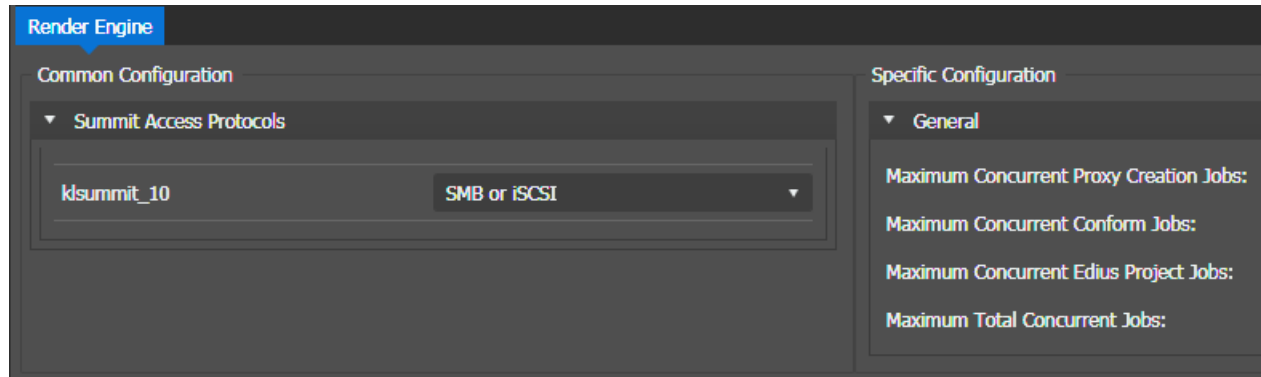 Render Engine
Common Configuration
Summit Access Protocols
klsummit_10
SMB or iSCSI
Specific Configuration
General
Maximum Concurrent Proxy Creation Jobs:
Maximum Concurrent Conform Jobs:
Maximum Concurrent Edius Project Jobs:
Maximum Total Concurrent Jobs: